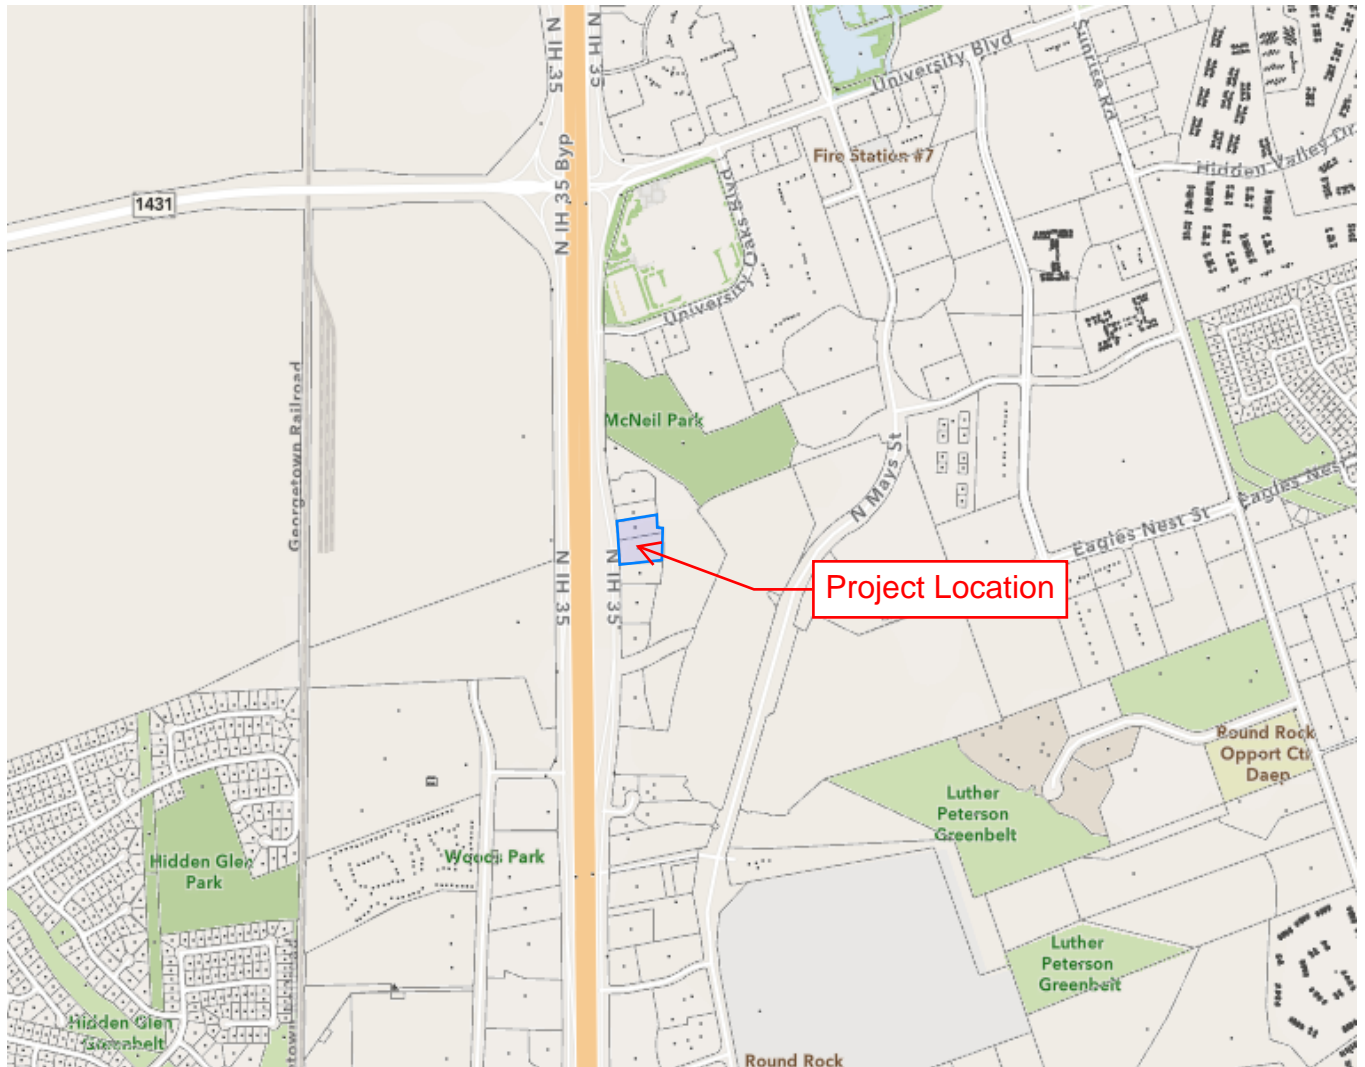 N IH 35
N IH 35
University Blvd
Sunrise Rd
N IH 35 Byp
Fire Station #7
Hidden Valley Dr
1431
University Oaks Blvd
Georgetown Railroad
McNeil Park
N Mays St
Eagles Nest
Eagles Nest St
N IH 35
N IH 35
Project Location
Round Rock
Opport Ctr
Daep
Luther
Peterson
Greenbelt
Woods Park
Hidden Glen
Park
Luther
Peterson
Greenbelt
Hidden Glen
Greenbelt
Round Rock